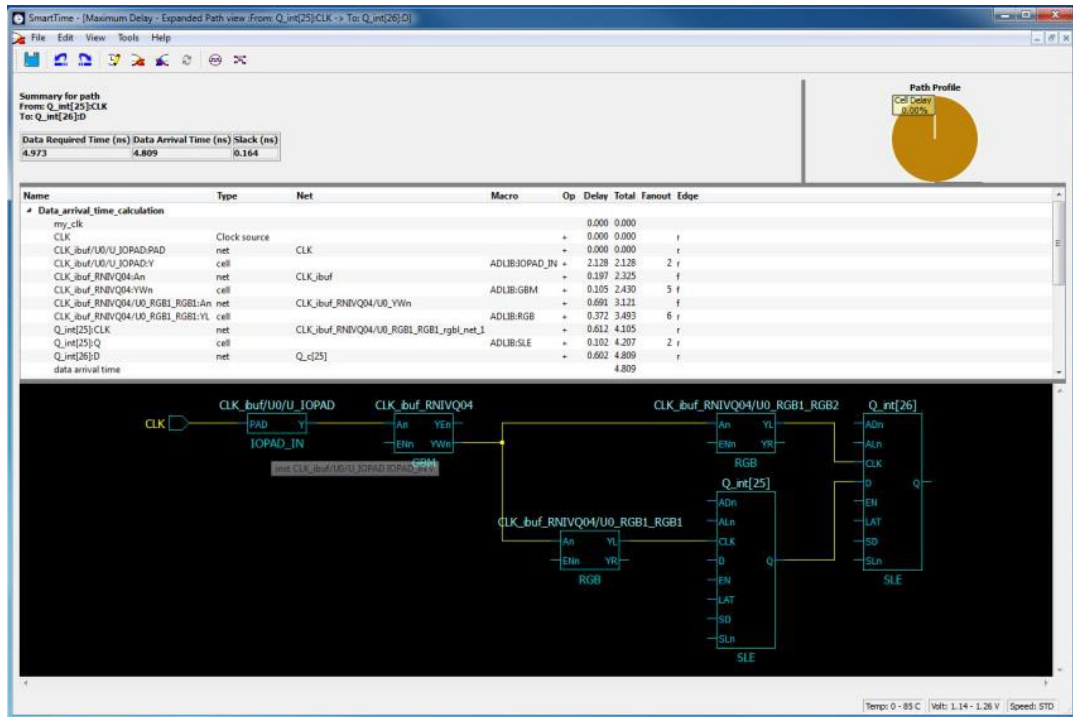 SmartTime - [Maximum Delay - Expanded Path view :From: Q_int[25]:CLK -> To: Q_int[26]:D]
File Edit View Tools Help
Summary for path
From: Q_int[25]:CLK
To: Q_int[26]:D
Data Required Time (ns) Data Arrival Time (ns) Slack (ns)
4.973 4.809 0.164
Path Profile
Cell Delay
0.00%
Name Type Net Macro Op Delay Total Fanout Edge
Data_arrival_time_calculation
my_clk 0.000 0.000
CLK Clock source + 0.000 0.000 r
CLK_ibuf/U0/U_IOPAD:PAD net CLK + 0.000 0.000 r
CLK_ibuf/U0/U_IOPAD:Y cell ADLIB:IOPAD_IN + 2.128 2.128 2 r
CLK_ibuf_RNIVQ04:An net CLK_ibuf + 0.197 2.325 f
CLK_ibuf_RNIVQ04:YWn cell ADLIB:GBM + 0.105 2.430 5 f
CLK_ibuf_RNIVQ04/U0_RGB1_RGB1:An net CLK_ibuf_RNIVQ04/U0_YWn + 0.691 3.121 f
CLK_ibuf_RNIVQ04/U0_RGB1_RGB1:YL cell ADLIB:RGB + 0.372 3.493 6 r
Q_int[25]:CLK net CLK_ibuf_RNIVQ04/U0_RGB1_RGB1_rgbl_net_1 + 0.612 4.105 r
Q_int[25]:Q cell ADLIB:SLE + 0.102 4.207 2 r
Q_int[26]:D net Q_c[25] + 0.602 4.809 r
data arrival time 4.809
CLK_ibuf/U0/U_IOPAD CLK_ibuf_RNIVQ04 CLK_ibuf_RNIVQ04/U0_RGB1_RGB2 Q_int[26]
CLK PAD Y An YEn An YL ADn
IOPAD_IN ENn YWn ENn YR ALn
GBM RGB CLK
inst CLK_ibuf/U0/U_IOPAD
Q_int[25] D Q
ADn EN
CLK_ibuf_RNIVQ04/U0_RGB1_RGB1 ALn LAT
An YL CLK SD
ENn YR D Q SLn
RGB EN SLE
LAT
SD
SLn
SLE
Temp: 0 - 85 C Volt: 1.14 - 1.26 V Speed: STD